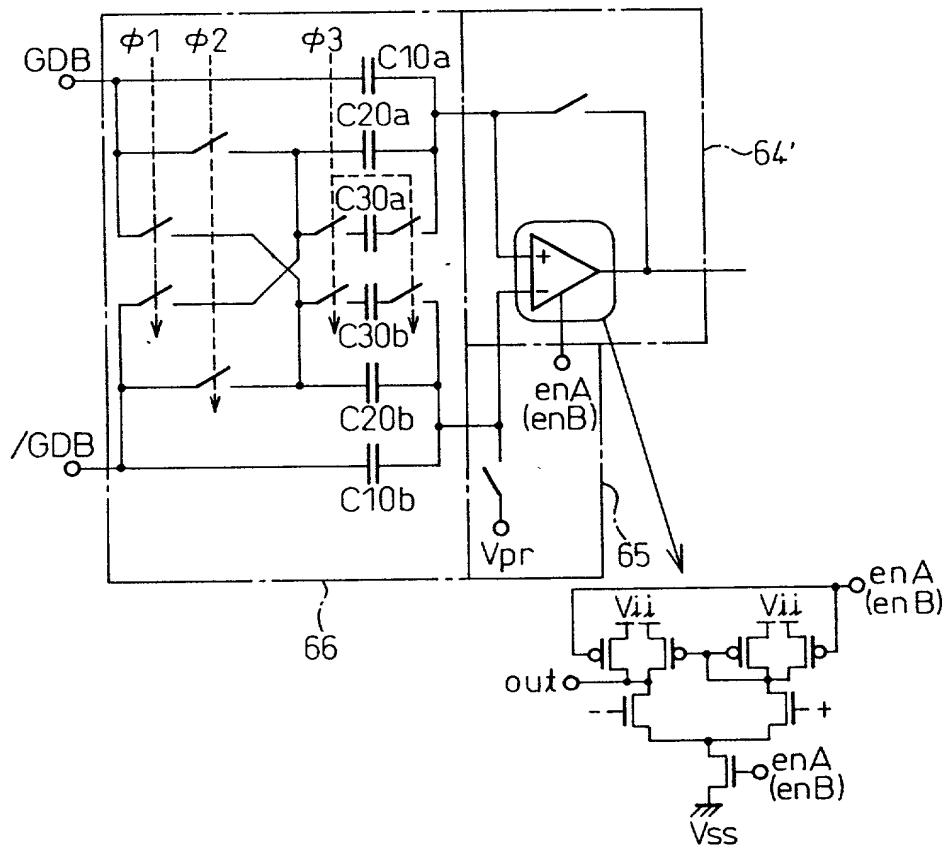 ϕ1
ϕ2
ϕ3
GDB
C10a
C20a
C30a
C30b
C20b
C10b
/GDB
64'
+
−
enA
(enB)
Vpr
65
66
enA
(enB)
Vii
Vii
out
-
+
enA
(enB)
Vss